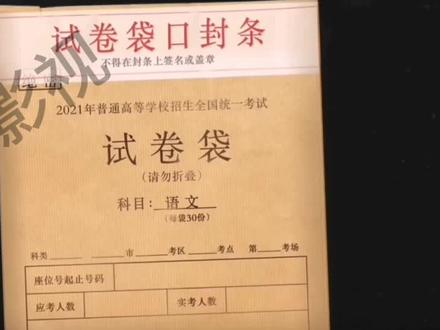 试卷袋口封条
不得在封条上签名或盖章
绝密
影视
2021年普通高等学校招生全国统一考试
试卷袋
(请勿折叠)
科目: 语文
(每袋30份)
科类 市 考区 考点 第 考场
座位号起止号码
应考人数 实考人数